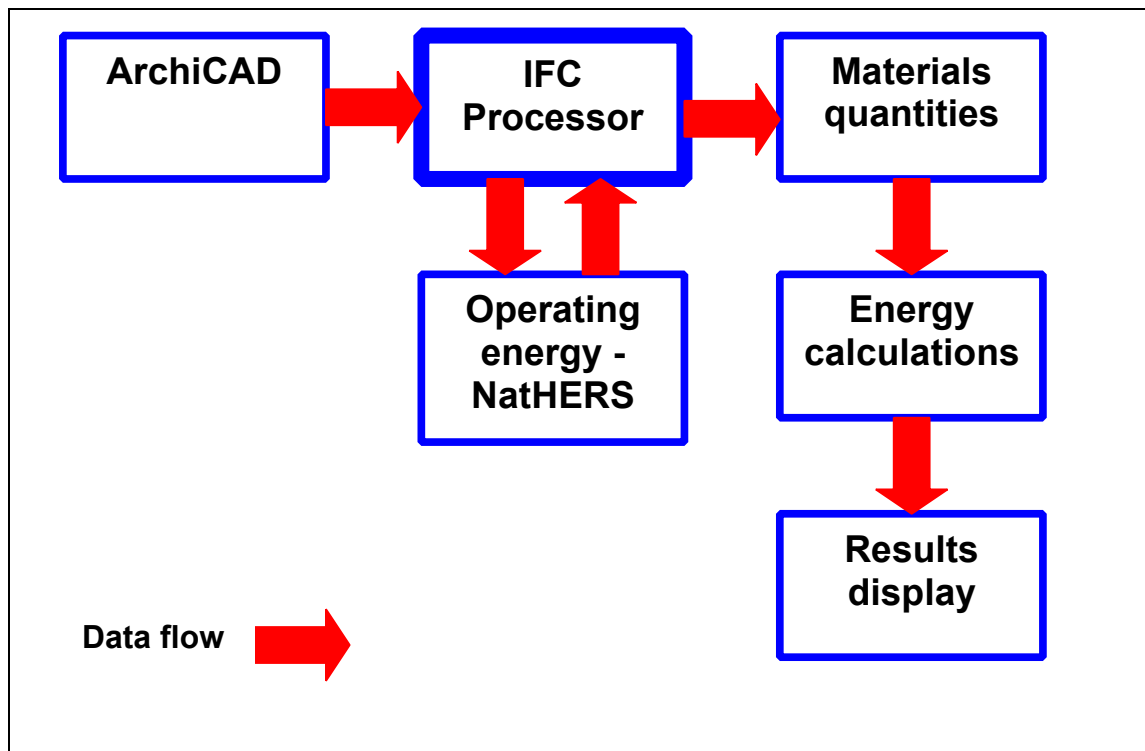 ArchiCAD
IFC
Processor
Materials
quantities
Operating
energy -
NatHERS
Energy
calculations
Results
display
Data flow